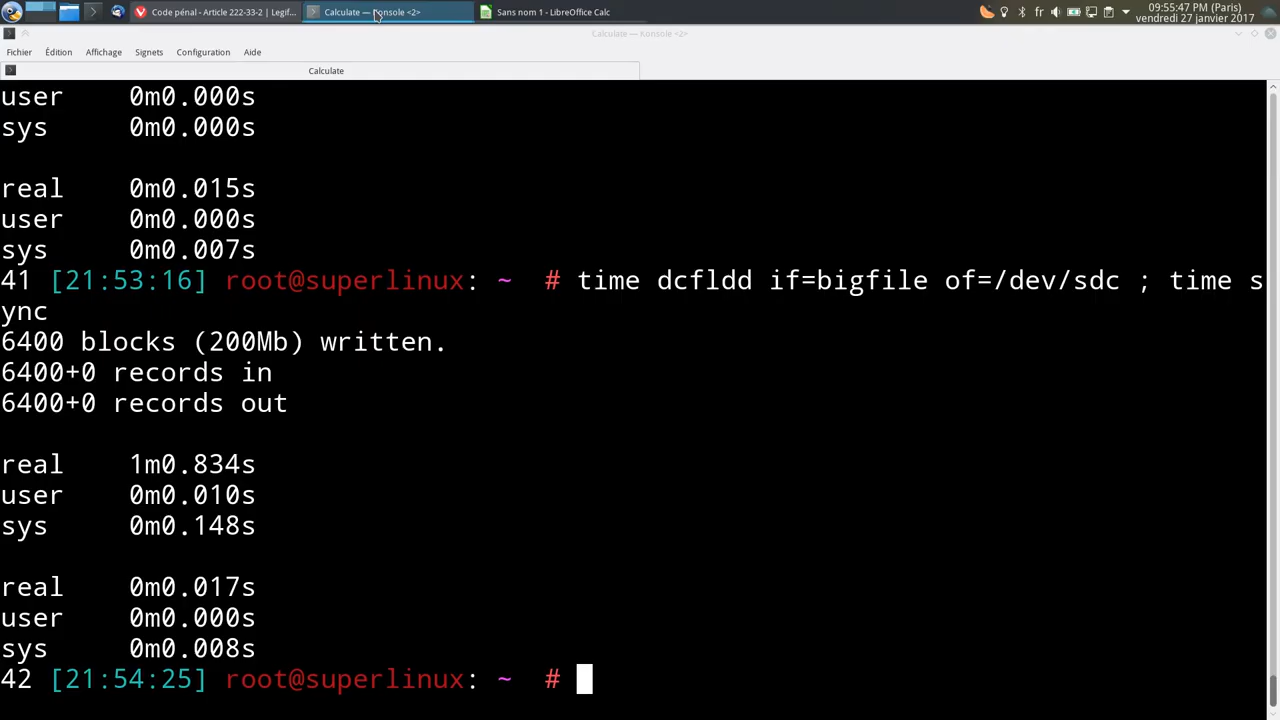 Code pénal - Article 222-33-2 | Legif...
Calculate — Konsole <2>
Sans nom 1 - LibreOffice Calc
fr
09:55:47 PM (Paris)
vendredi 27 janvier 2017
Calculate — Konsole <2>
Fichier Édition Affichage Signets Configuration Aide
Calculate
user 0m0.000s
sys 0m0.000s
real 0m0.015s
user 0m0.000s
sys 0m0.007s
41 [21:53:16] root@superlinux: ~ # time dcfldd if=bigfile of=/dev/sdc ; time s
ync
6400 blocks (200Mb) written.
6400+0 records in
6400+0 records out
real 1m0.834s
user 0m0.010s
sys 0m0.148s
real 0m0.017s
user 0m0.000s
sys 0m0.008s
42 [21:54:25] root@superlinux: ~ #